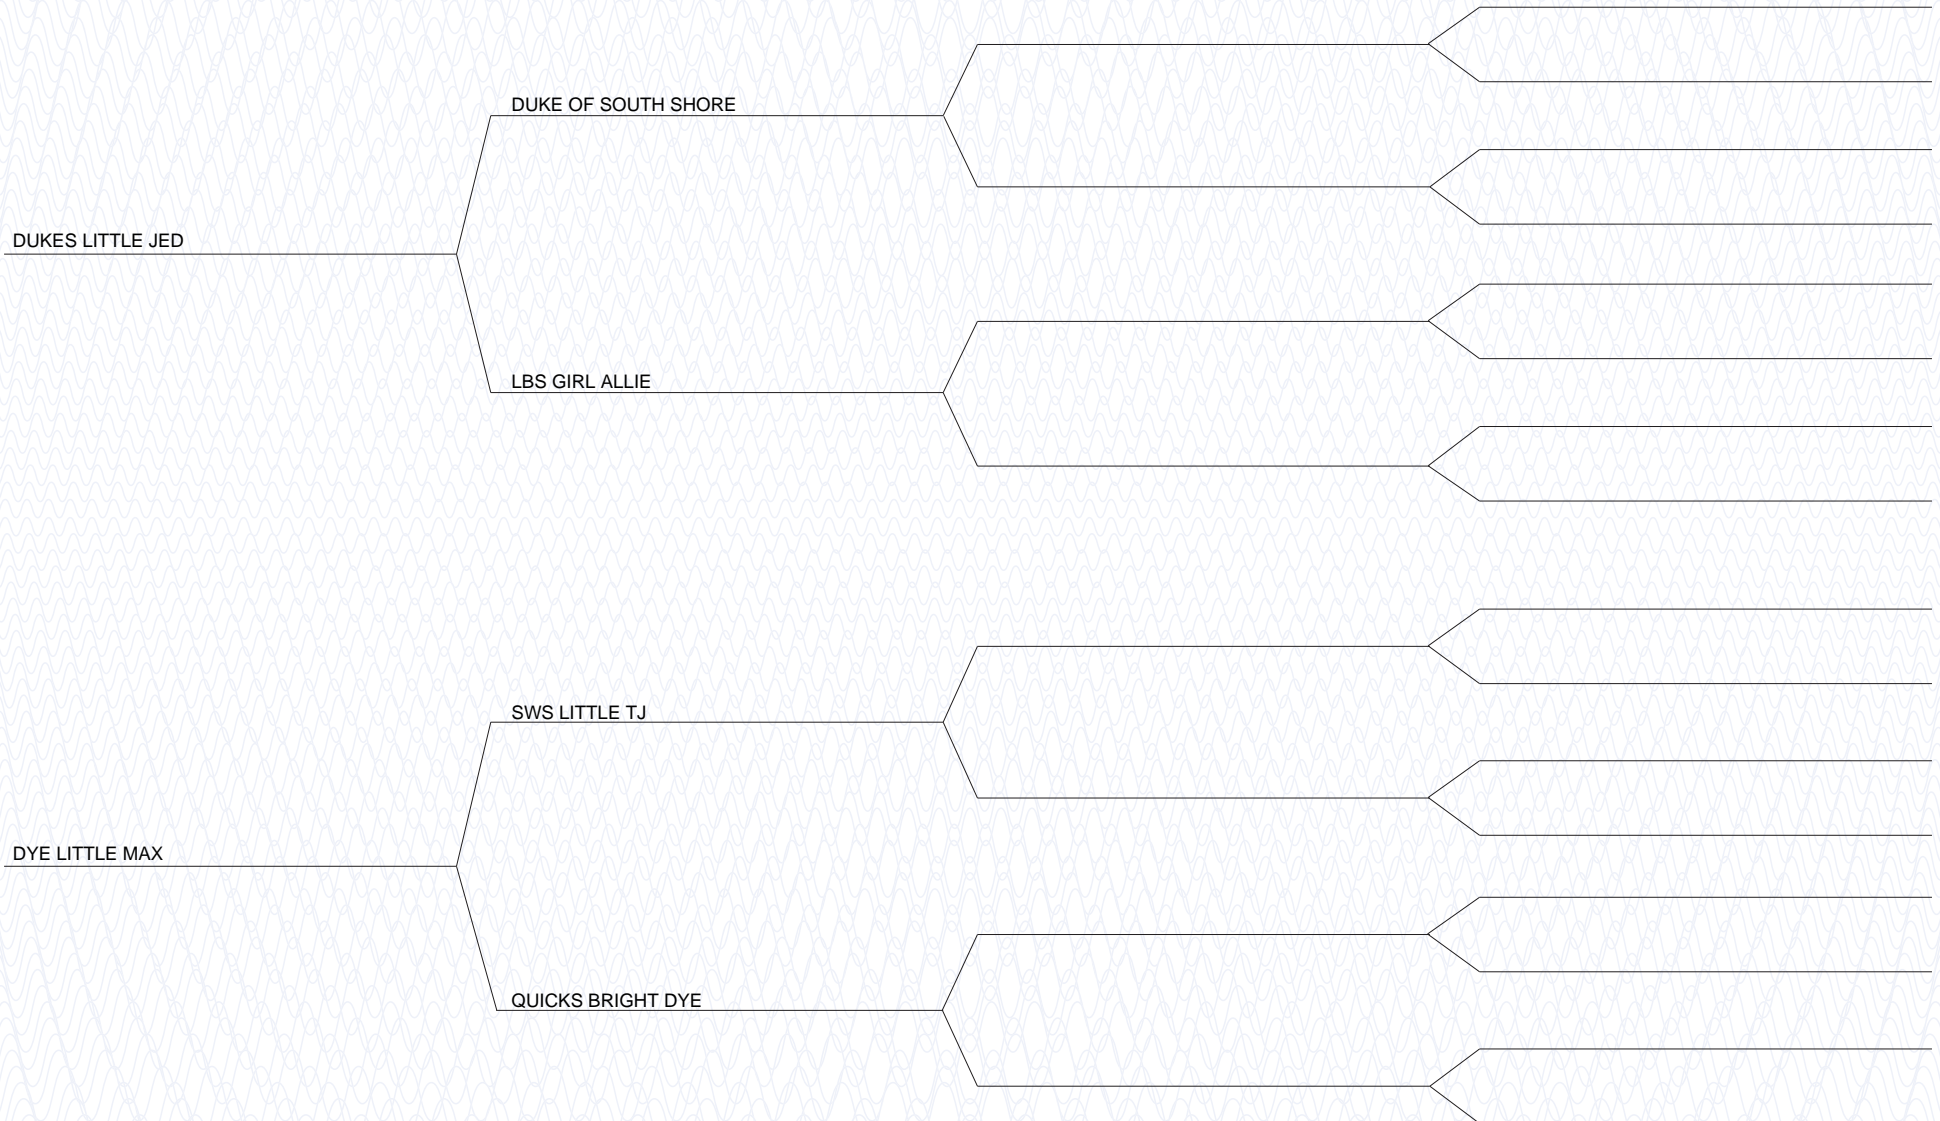 DUKE OF SOUTH SHORE
DUKES LITTLE JED
LBS GIRL ALLIE
SWS LITTLE TJ
DYE LITTLE MAX
QUICKS BRIGHT DYE